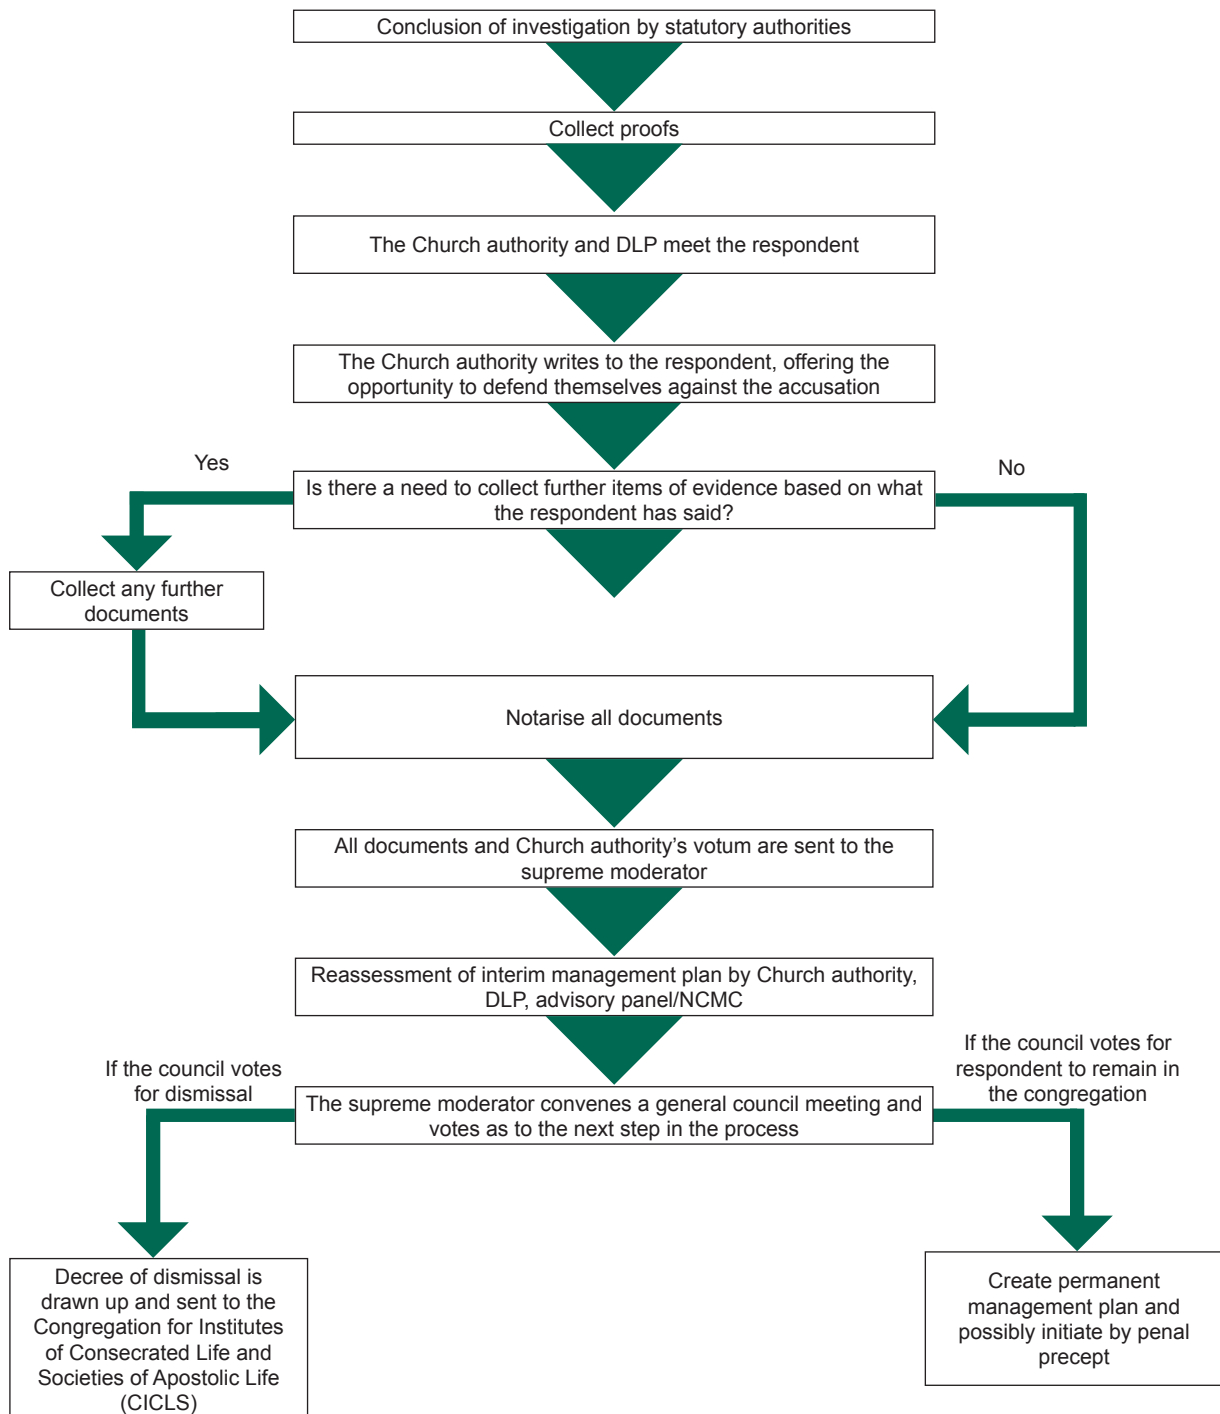 Conclusion of investigation by statutory authorities
Collect proofs
The Church authority and DLP meet the respondent
The Church authority writes to the respondent, offering the
opportunity to defend themselves against the accusation
Yes
No
Is there a need to collect further items of evidence based on what
the respondent has said?
Collect any further
documents
Notarise all documents
All documents and Church authority’s votum are sent to the
supreme moderator
Reassessment of interim management plan by Church authority,
DLP, advisory panel/NCMC
If the council votes
for dismissal
If the council votes for
respondent to remain in
the congregation
The supreme moderator convenes a general council meeting and
votes as to the next step in the process
Decree of dismissal is
drawn up and sent to the
Congregation for Institutes
of Consecrated Life and
Societies of Apostolic Life
(CICLS)
Create permanent
management plan and
possibly initiate by penal
precept